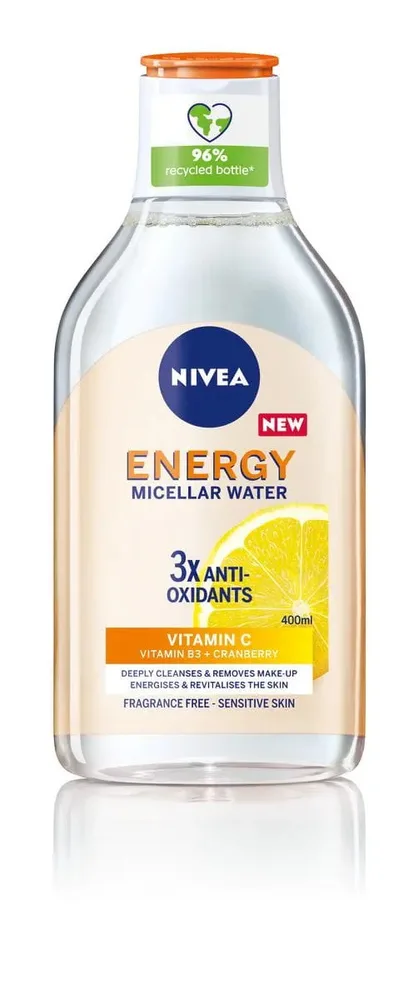 96%
recycled bottle*
NIVEA
NEW
ENERGY
MICELLAR WATER
3X ANTI-
OXIDANTS
400ml
VITAMIN C
VITAMIN B3 + CRANBERRY
DEEPLY CLEANSES & REMOVES MAKE-UP
ENERGISES & REVITALISES THE SKIN
FRAGRANCE FREE - SENSITIVE SKIN